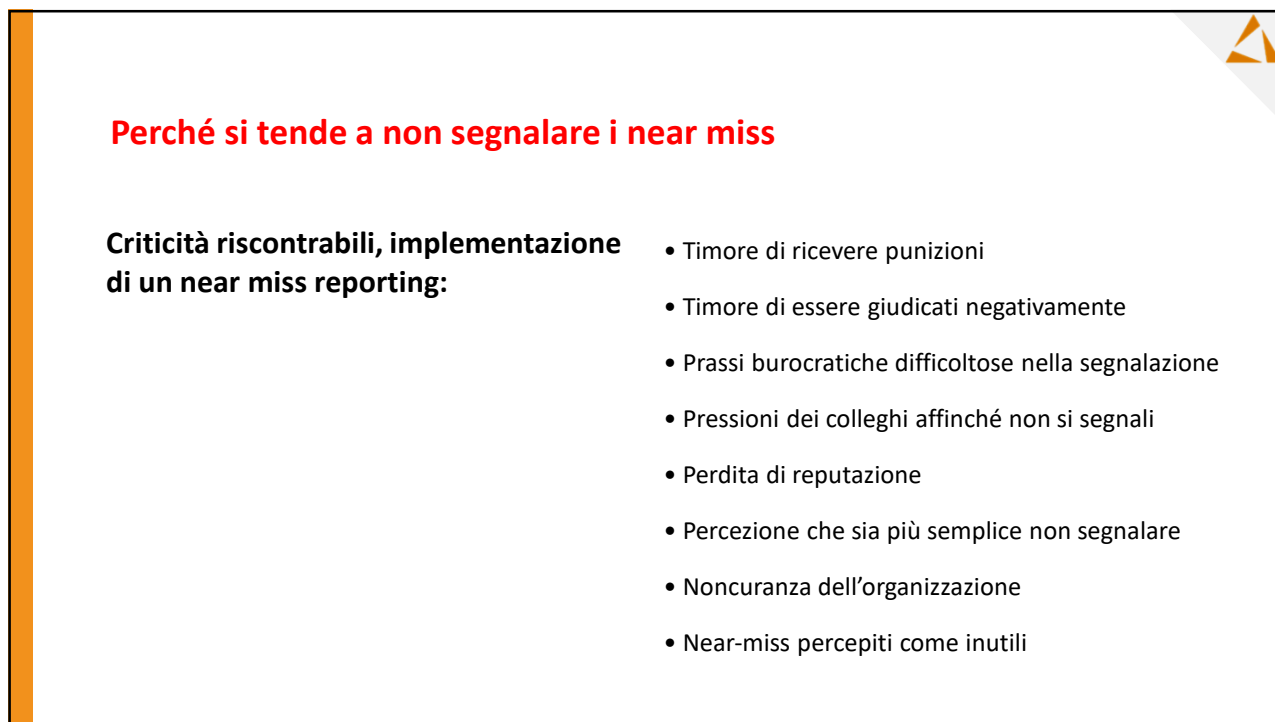 Perché si tende a non segnalare i near miss
Criticità riscontrabili, implementazione
di un near miss reporting:
• Timore di ricevere punizioni
• Timore di essere giudicati negativamente
• Prassi burocratiche difficoltose nella segnalazione
• Pressioni dei colleghi affinché non si segnali
• Perdita di reputazione
• Percezione che sia più semplice non segnalare
• Noncuranza dell’organizzazione
• Near-miss percepiti come inutili